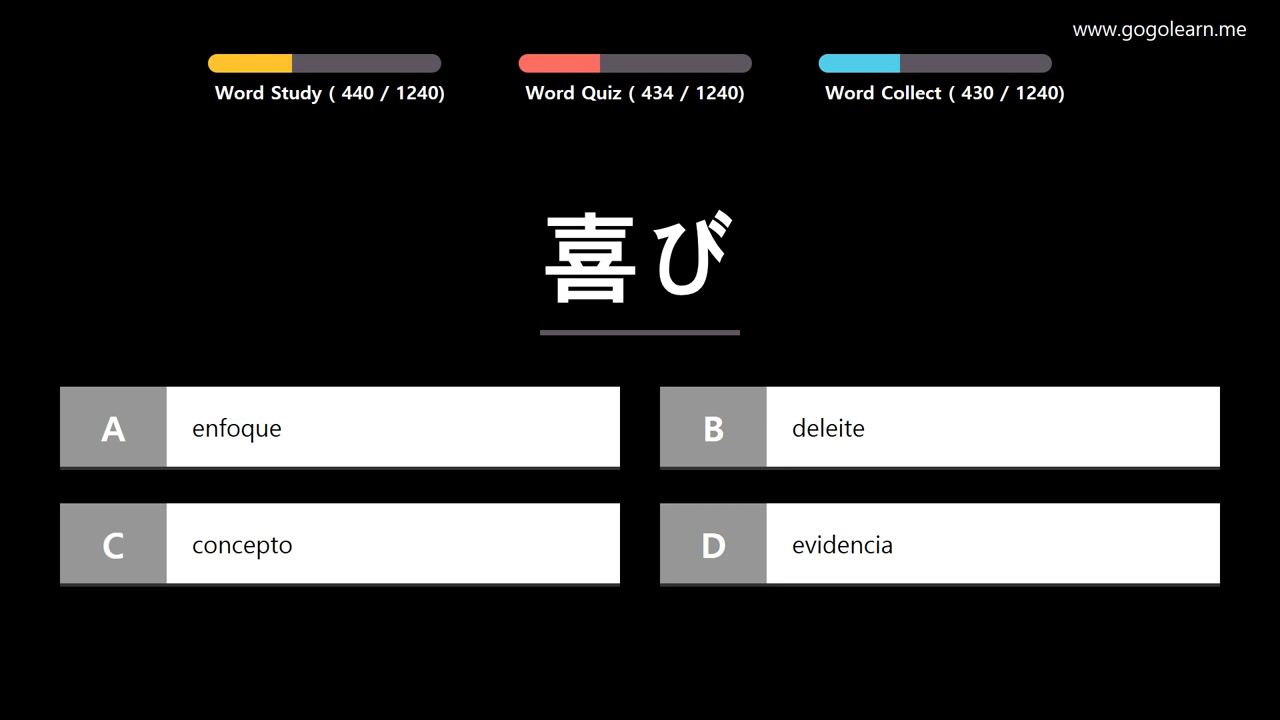 www.gogolearn.me
Word Study ( 440 / 1240)
Word Quiz ( 434 / 1240)
Word Collect ( 430 / 1240)
喜び
A
enfoque
B
deleite
C
concepto
D
evidencia